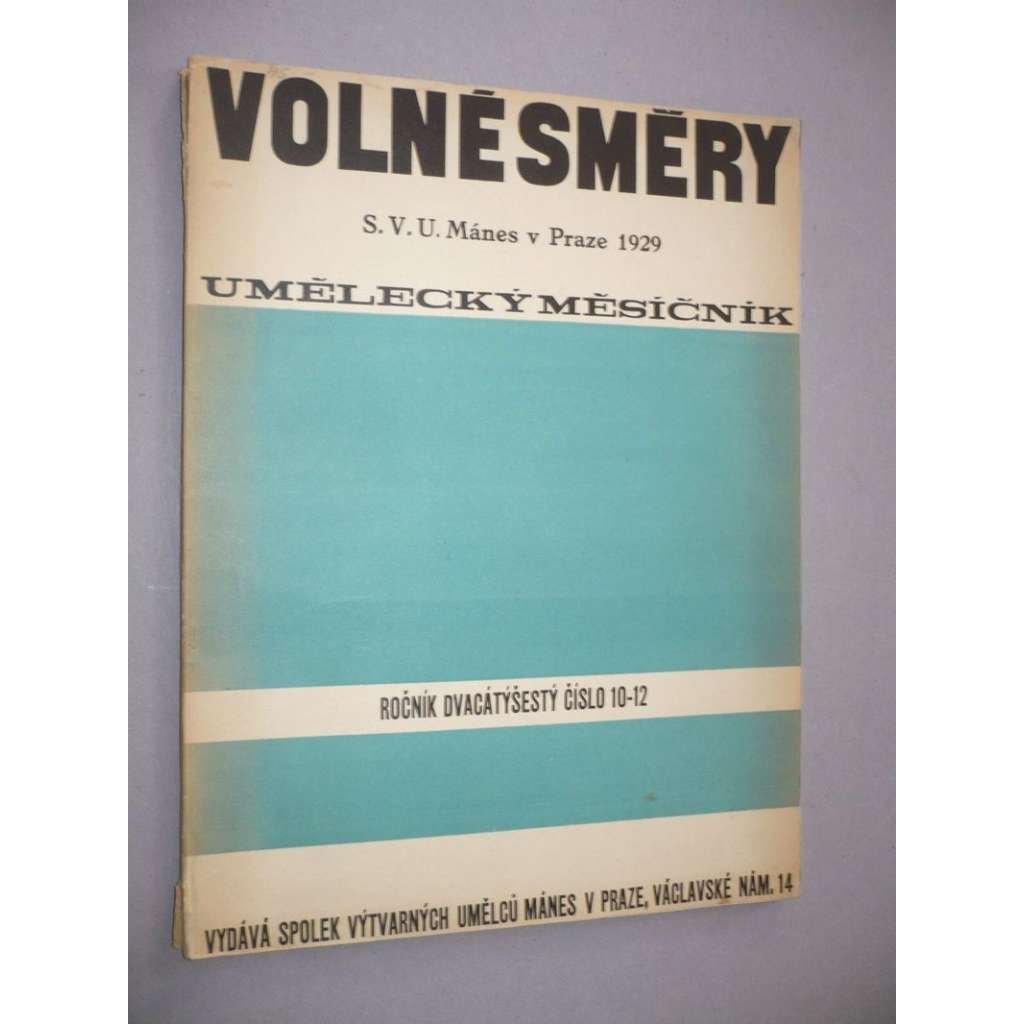 VOLNÉ SMĚRY
S. V. U. Mánes v Praze 1929
UMĚLECKÝ MĚSÍČNÍK
ROČNÍK DVACÁTÝŠESTÝ ČÍSLO 10-12
VYDÁVÁ SPOLEK VÝTVARNÝCH UMĚLCŮ MÁNES V PRAZE, VÁCLAVSKÉ NÁM. 14